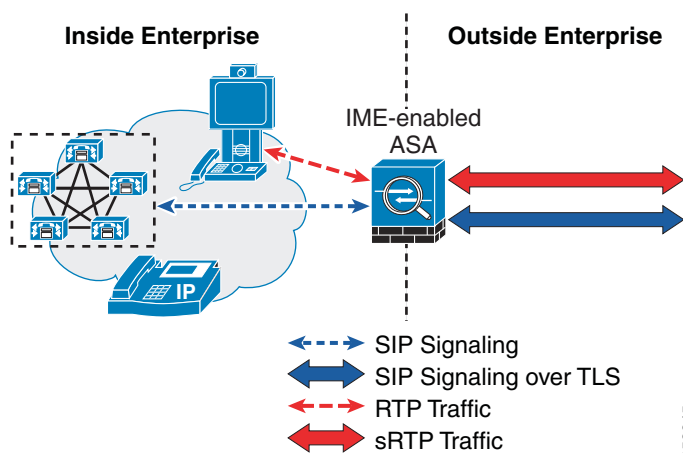 Inside Enterprise
Outside Enterprise
IME-enabled
ASA
IP
SIP Signaling
SIP Signaling over TLS
RTP Traffic
sRTP Traffic